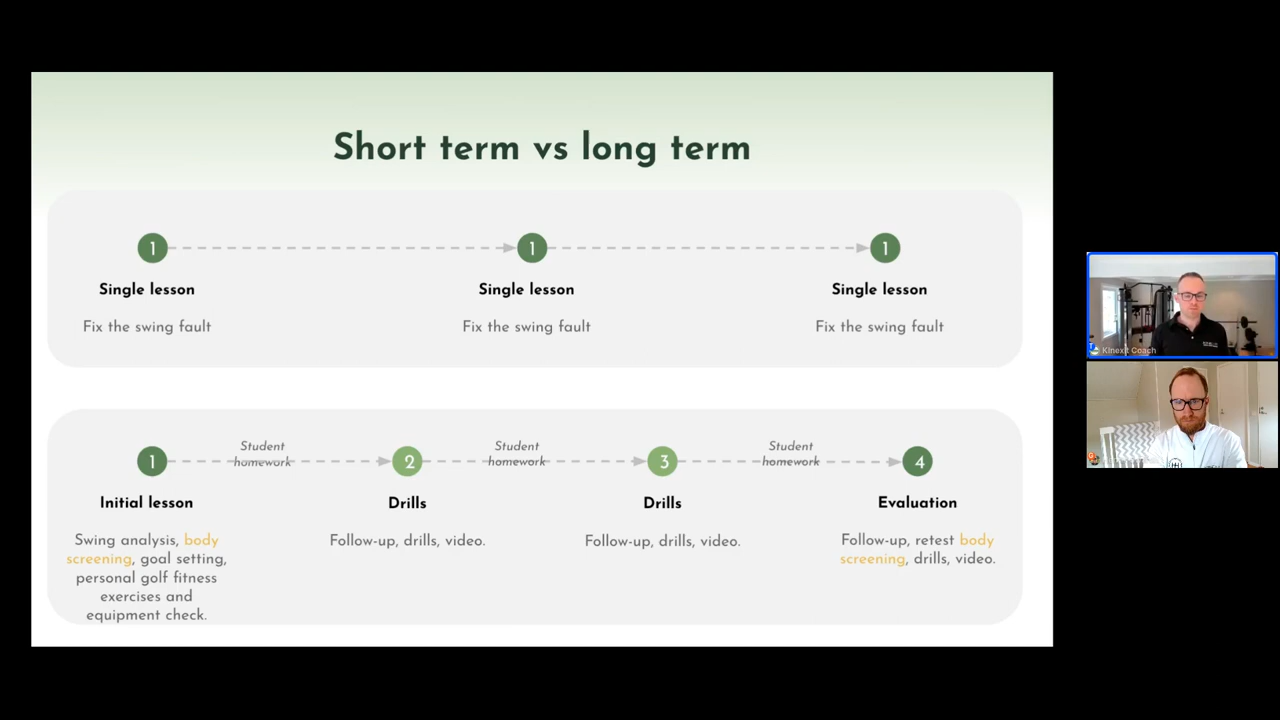 Short term vs long term
1
1
1
Single lesson
Single lesson
Single lesson
Fix the swing fault
Fix the swing fault
Fix the swing fault
Student
homework
Student
homework
Student
homework
1
2
3
4
Initial lesson
Drills
Drills
Evaluation
Swing analysis, body
screening, goal setting,
personal golf fitness
exercises and
equipment check.
Follow-up, drills, video.
Follow-up, drills, video.
Follow-up, retest body
screening, drills, video.
Kinexit Coach